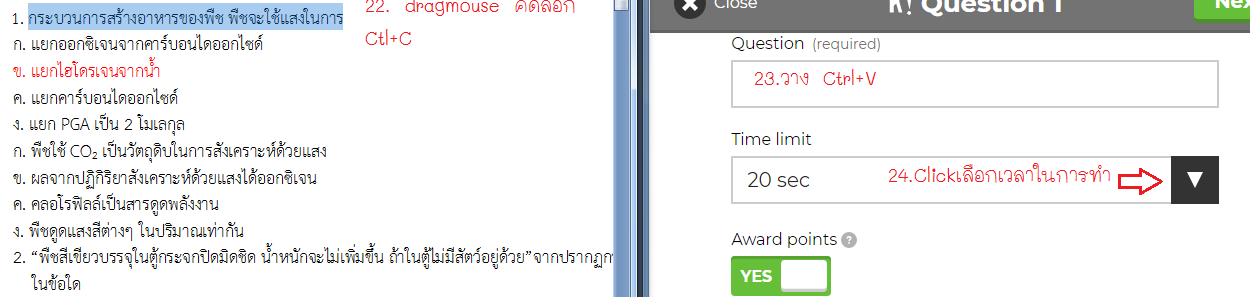 1. กระบวนการสร้างอาหารของพืช พืชจะใช้แสงในการ
22. dragmouse คัดลอก
Ctl+C
ก. แยกออกซิเจนจากคาร์บอนไดออกไซด์
ข. แยกไฮโดรเจนจากน้ำ
ค. แยกคาร์บอนไดออกไซด์
ง. แยก PGA เป็น 2 โมเลกุล
ก. พืชใช้ CO₂ เป็นวัตถุดิบในการสังเคราะห์ด้วยแสง
ข. ผลจากปฏิกิริยาสังเคราะห์ด้วยแสงได้ออกซิเจน
ค. คลอโรฟิลล์เป็นสารดูดพลังงาน
ง. พืชดูดแสงสีต่างๆ ในปริมาณเท่ากัน
2. “พืชสีเขียวบรรจุในตู้กระจกปิดมิดชิด น้ำหนักจะไม่เพิ่มขึ้น ถ้าในตู้ไม่มีสัตว์อยู่ด้วย”จากปรากฏก
ในข้อใด
Close
Question 1
Nex
Question (required)
23.วาง Ctrl+V
Time limit
20 sec
24.Clickเลือกเวลาในการทำ
Award points ?
YES